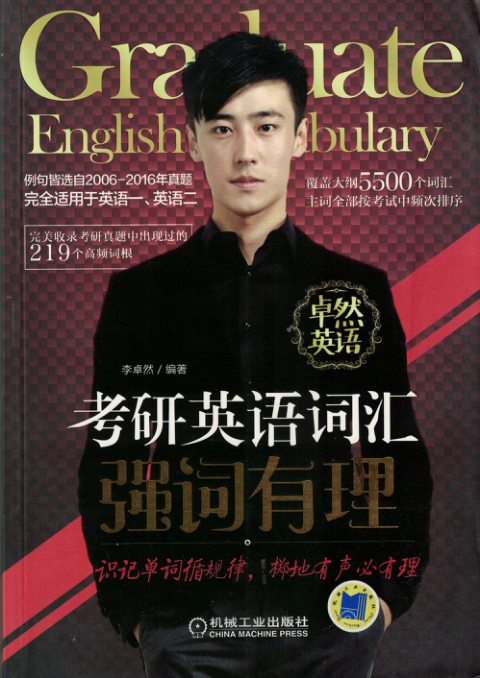 Graduate
English Vocabulary
例句皆选自2006-2016年真题
完全适用于英语一、英语二
覆盖大纲5500个词汇
主词全部按考试中频次排序
完美收录考研真题中出现过的
219个高频词根
卓然
英语
李卓然 / 编著
考研英语词汇
强词有理
识记单词循规律，掷地有声必有理
机械工业出版社
CHINA MACHINE PRESS